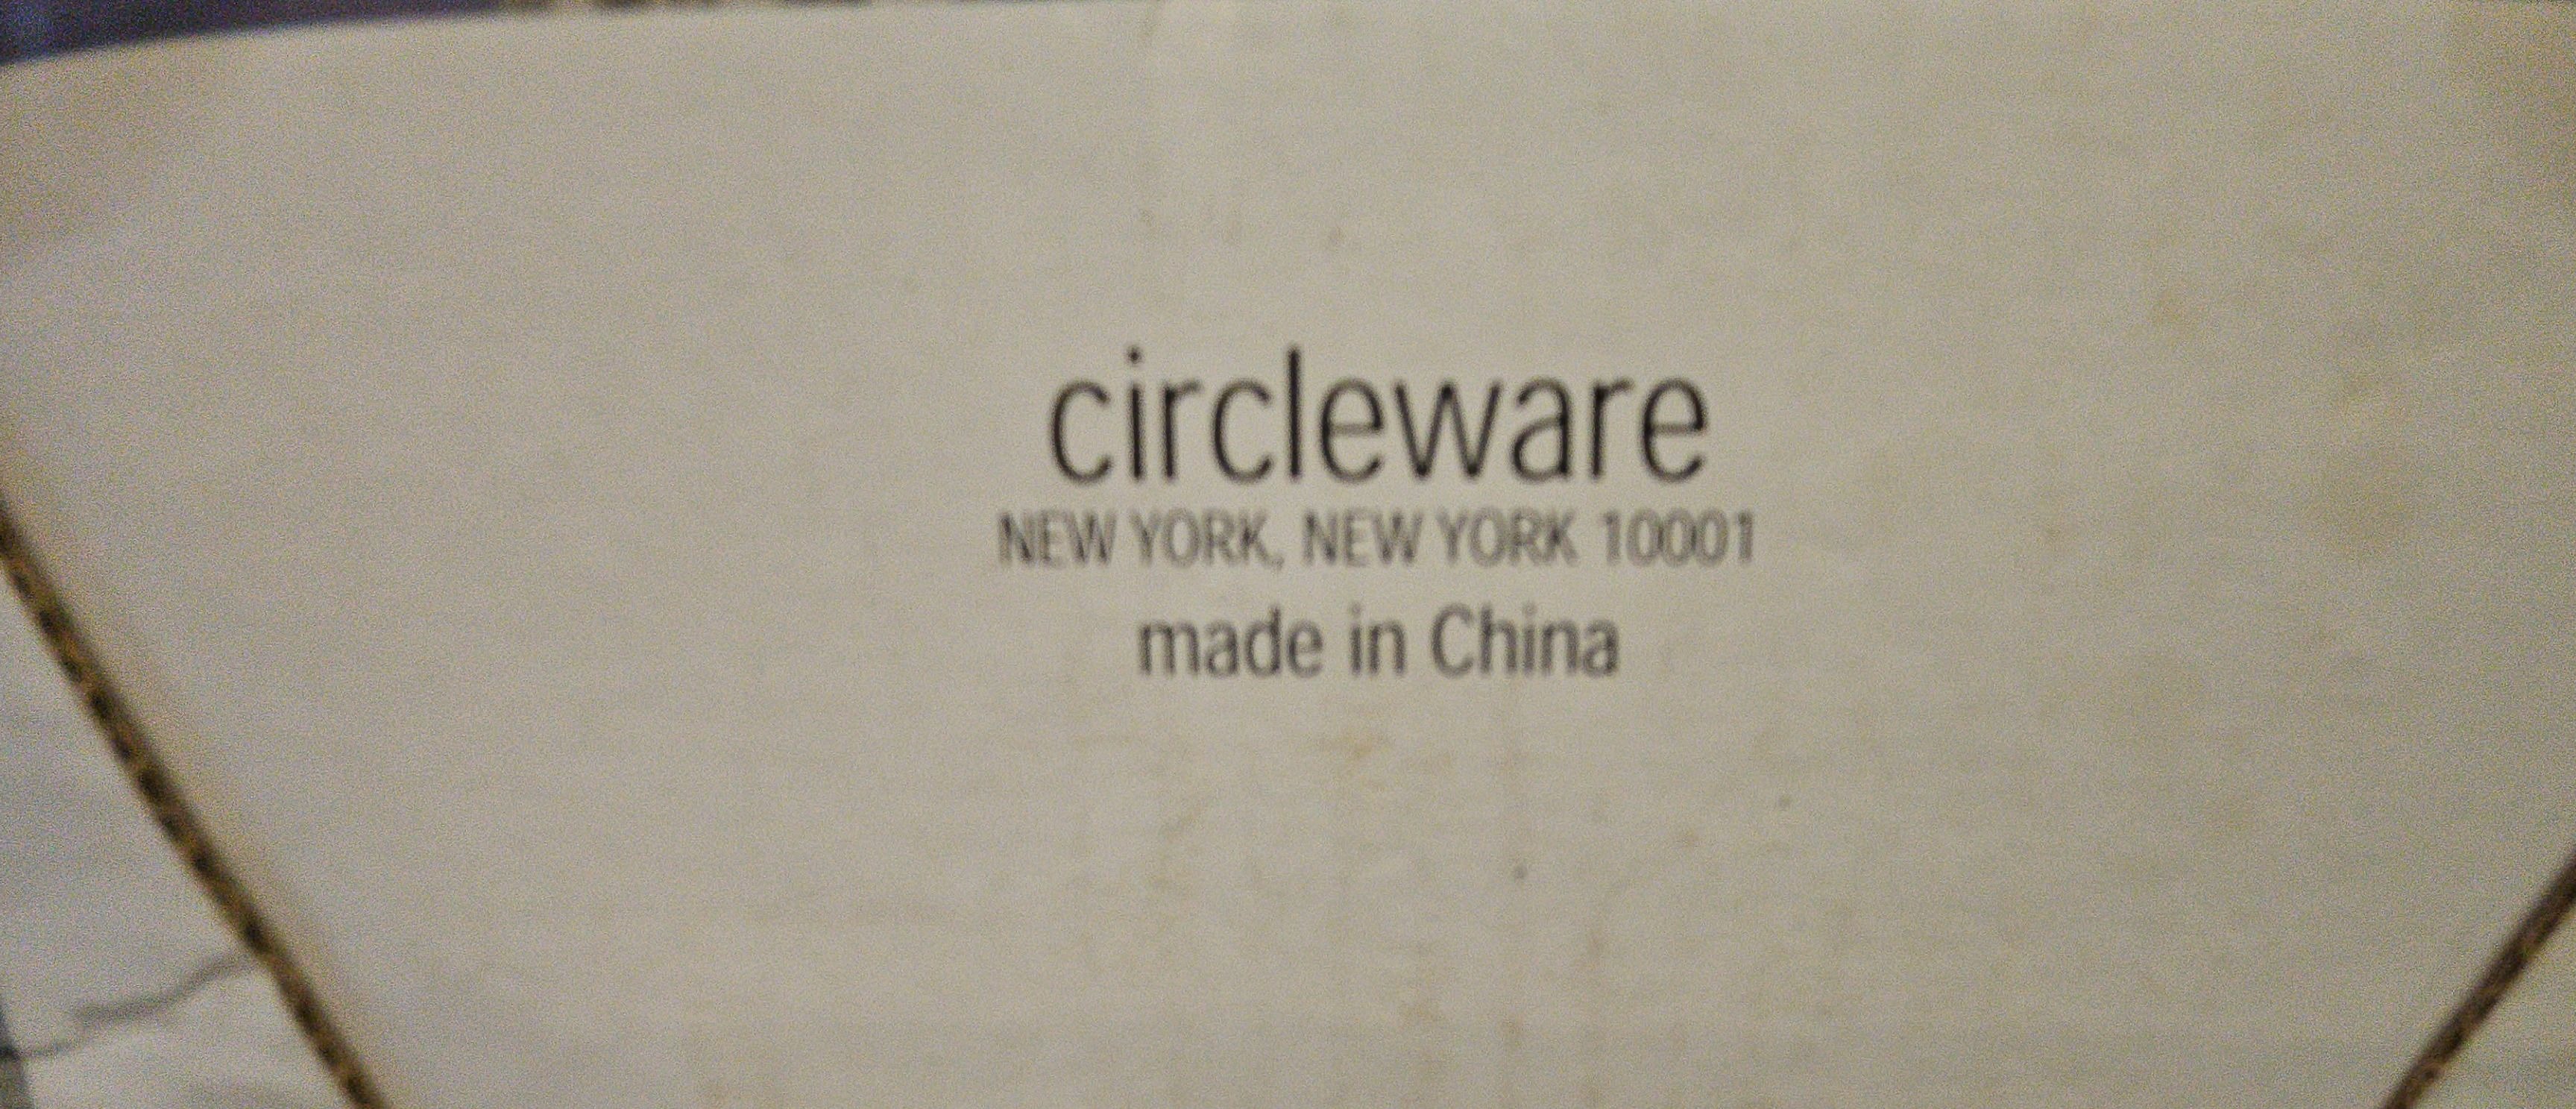 circleware
NEW YORK, NEW YORK 10001
made in China